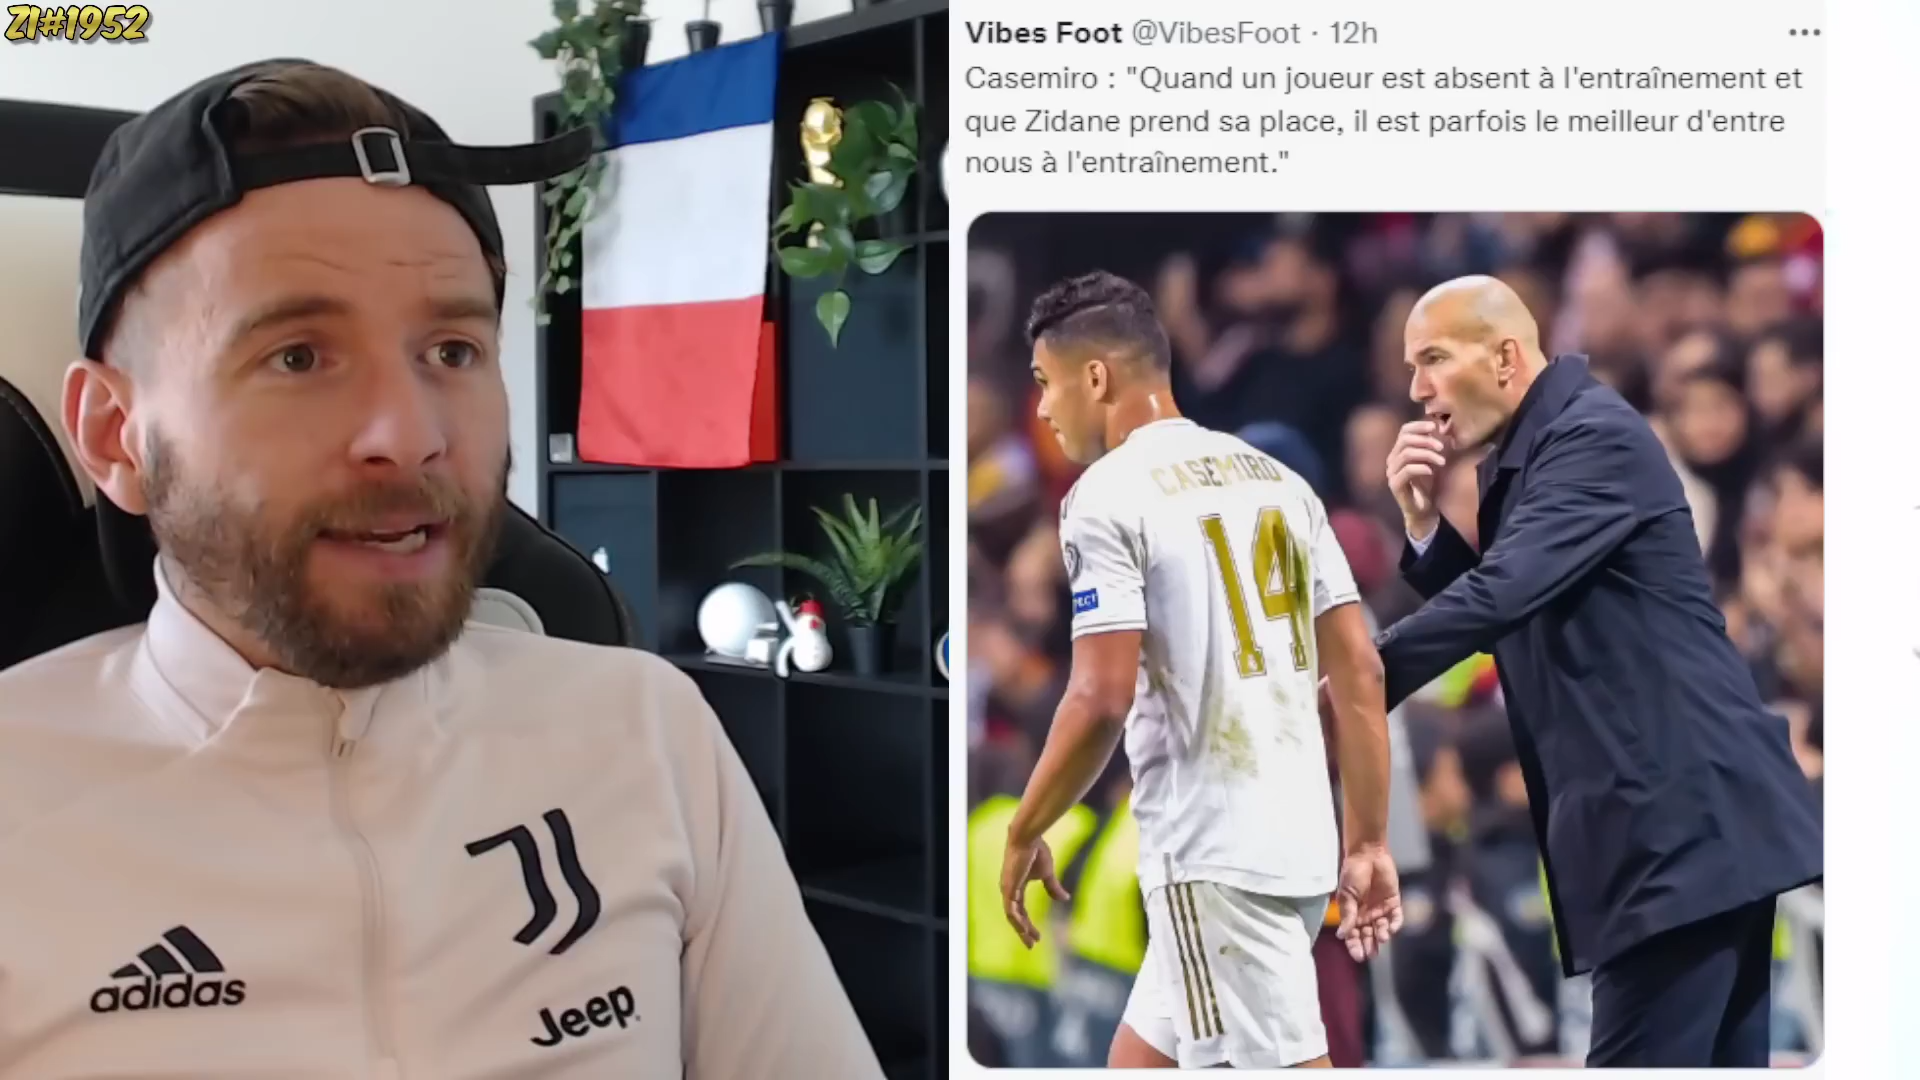 ZI#1952
Vibes Foot @VibesFoot · 12h
Casemiro : "Quand un joueur est absent à l'entraînement et
que Zidane prend sa place, il est parfois le meilleur d'entre
nous à l'entraînement."
CASEMIRO
14
adidas
Jeep